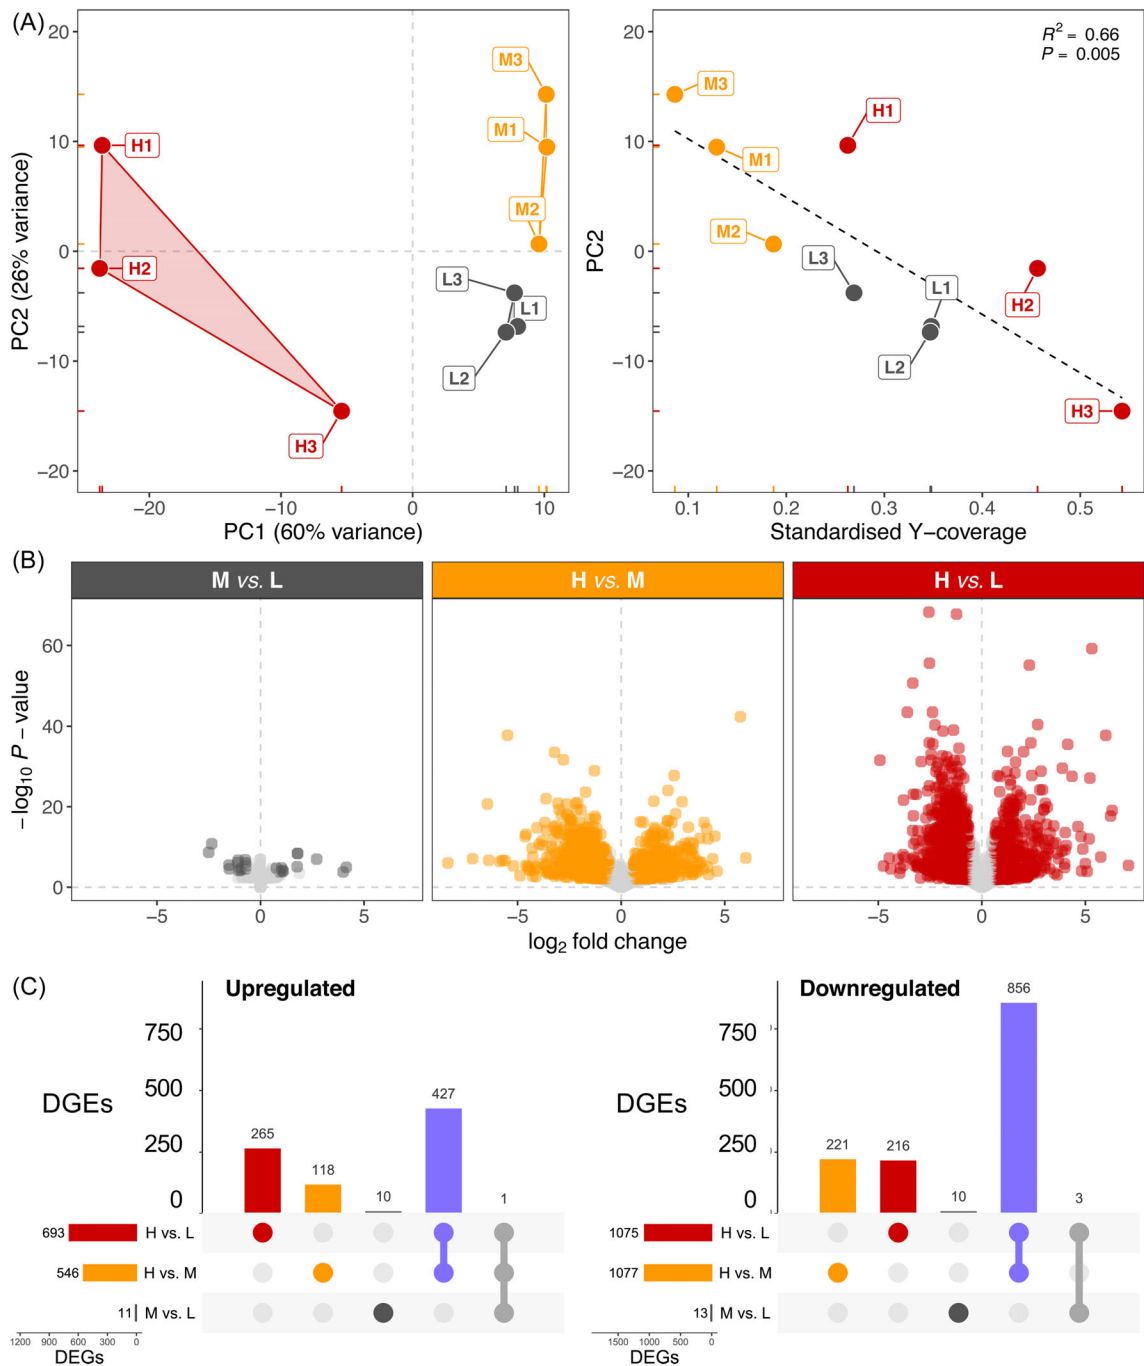 (A)
20
10
0
−10
−20
PC2 (26% variance)
M3
M1
M2
H1
H2
H3
L3
L1
L2
−20
−10
0
10
PC1 (60% variance)
R² = 0.66
P = 0.005
20
10
0
−10
−20
PC2
M3
M1
M2
H1
L3
L1
L2
H2
H3
0.1
0.2
0.3
0.4
0.5
Standardised Y−coverage
(B)
M vs. L
H vs. M
H vs. L
60
40
20
0
− log₁₀ P − value
−5
0
5
−5
0
5
−5
0
5
log₂ fold change
(C)
Upregulated
750
500
250
0
DGEs
265
118
10
427
1
693
H vs. L
546
H vs. M
11
M vs. L
1200
900
600
300
0
DEGs
Downregulated
750
500
250
0
DGEs
221
216
10
856
3
1075
H vs. L
1077
H vs. M
13
M vs. L
1500
1000
500
0
DEGs